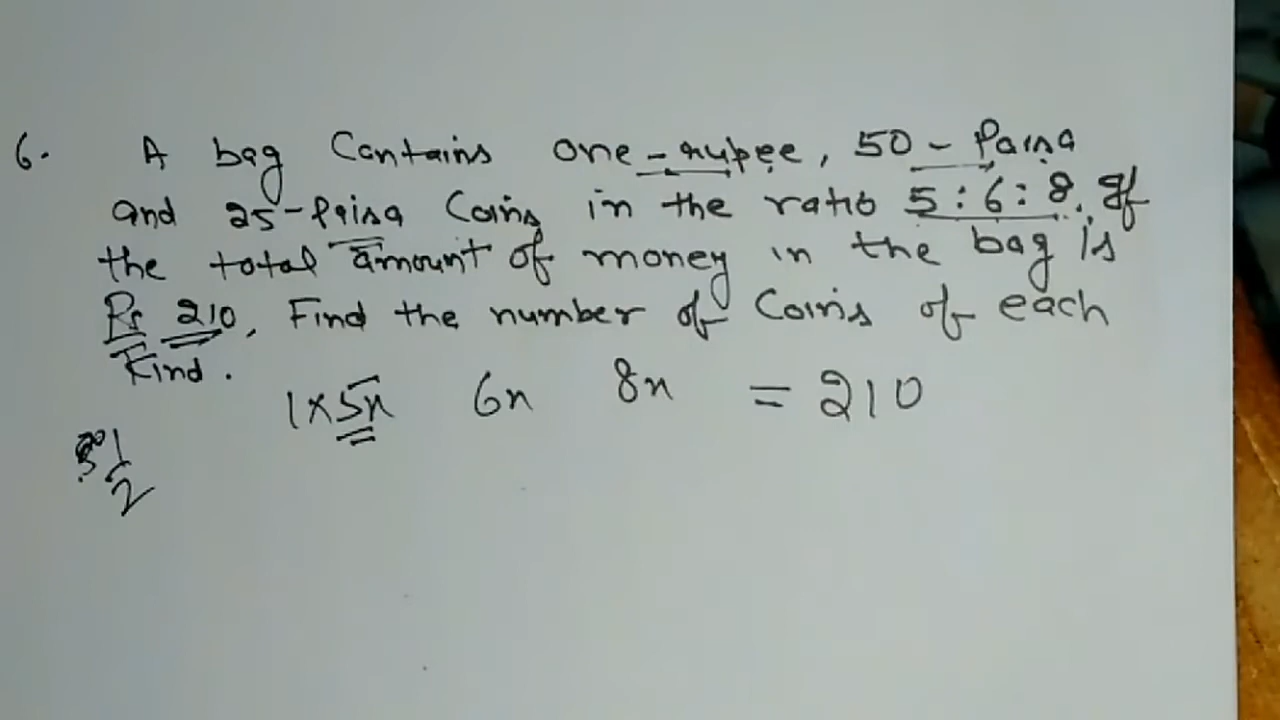 6. A bag Contains one-rupee, 50-Paisa
and 25-Paisa Coins in the ratio 5:6:8. If
the total amount of money in the bag is
Rs 210, Find the number of Coins of each
Kind.
1×5x 6x 8x = 210
1/2